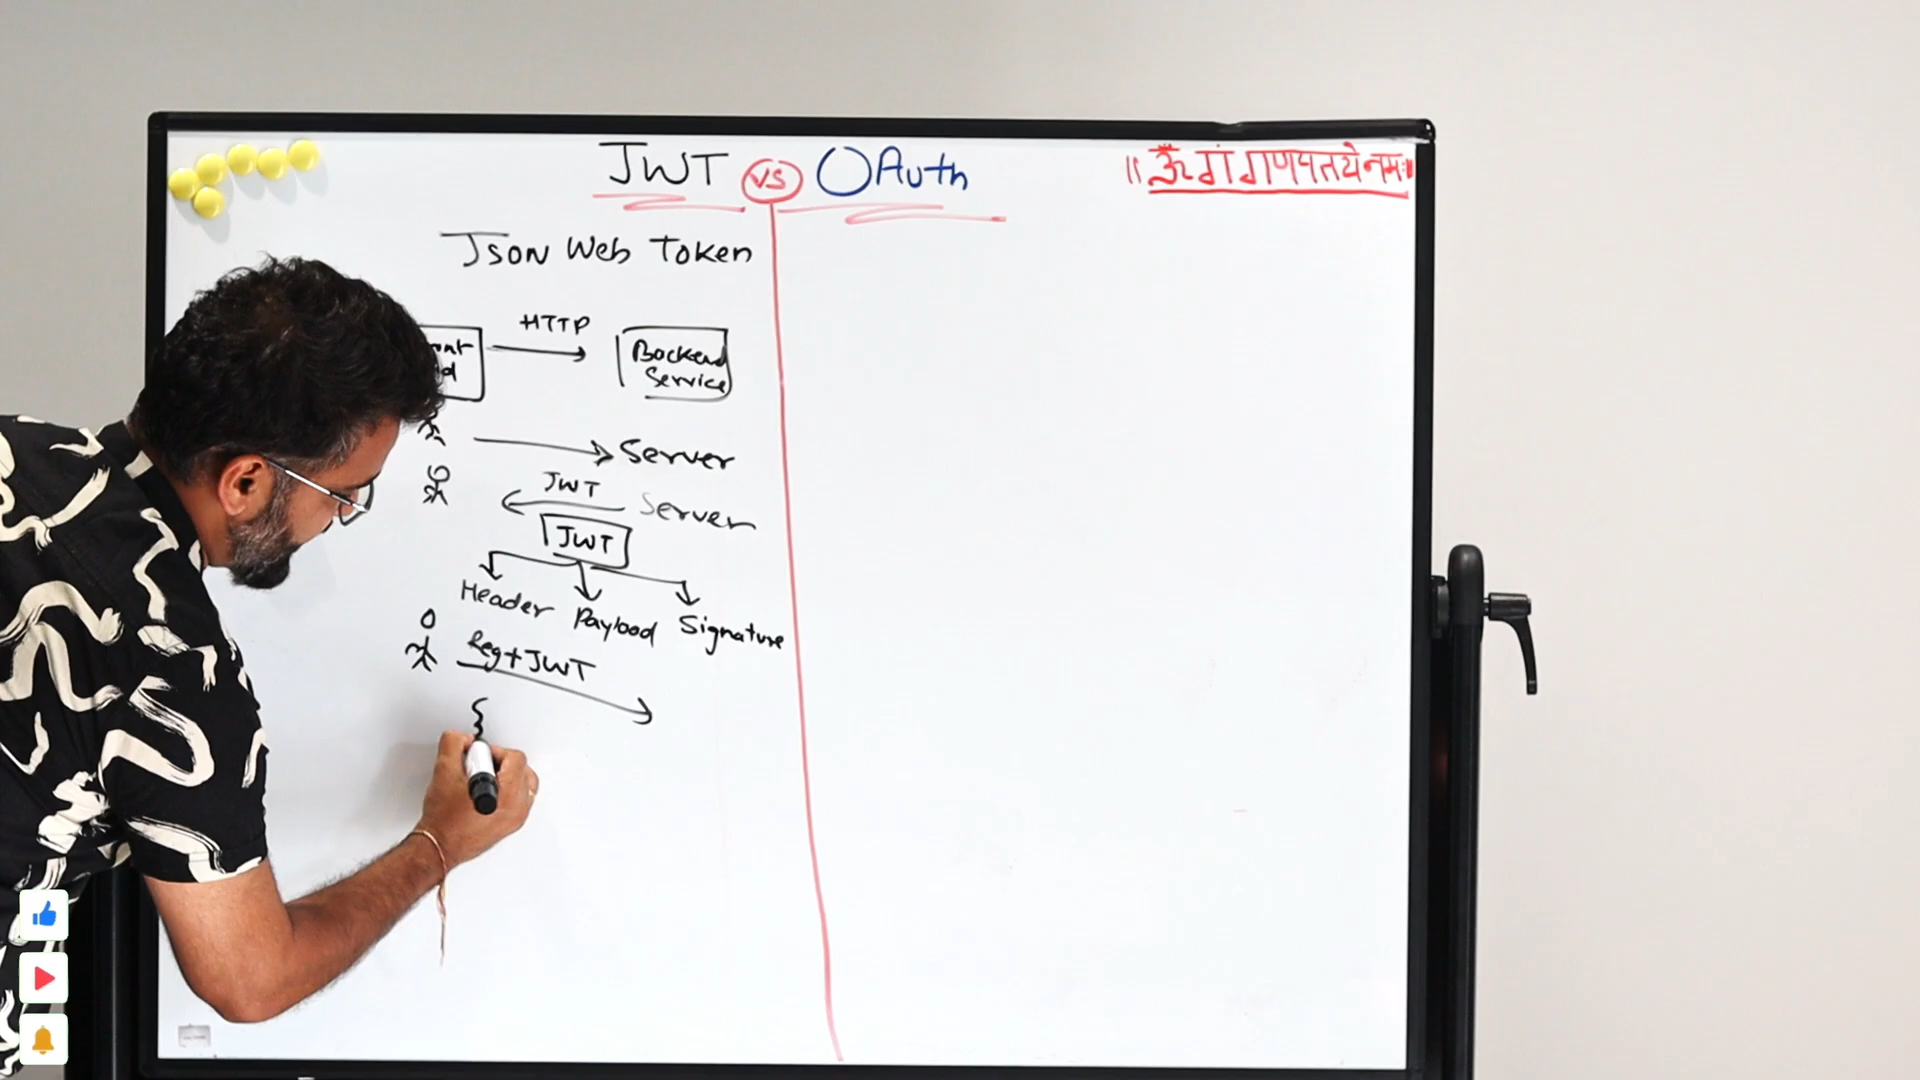 JWT vs OAuth
॥ ॐ गं गणपतये नमः॥
Json Web Token
HTTP
Backend
Service
Server
JWT
Server
JWT
Header Payload Signature
Req+JWT
{